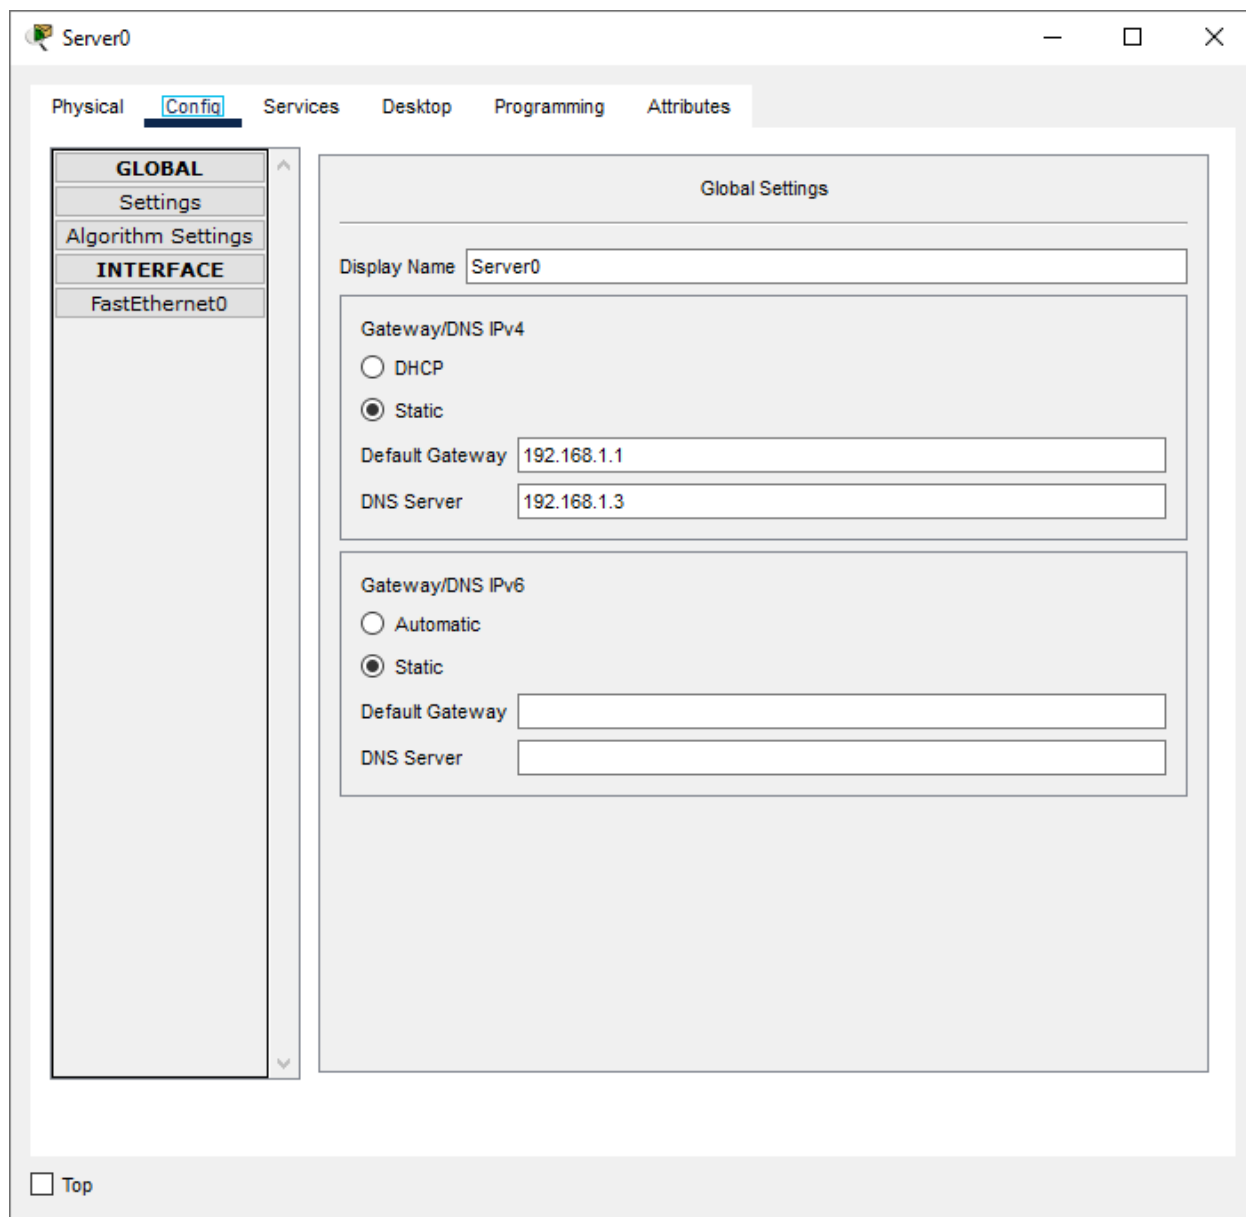 Server0
Physical Config Services Desktop Programming Attributes
GLOBAL
Settings
Algorithm Settings
INTERFACE
FastEthernet0
Global Settings
Display Name Server0
Gateway/DNS IPv4
DHCP
Static
Default Gateway 192.168.1.1
DNS Server 192.168.1.3
Gateway/DNS IPv6
Automatic
Static
Default Gateway
DNS Server
Top